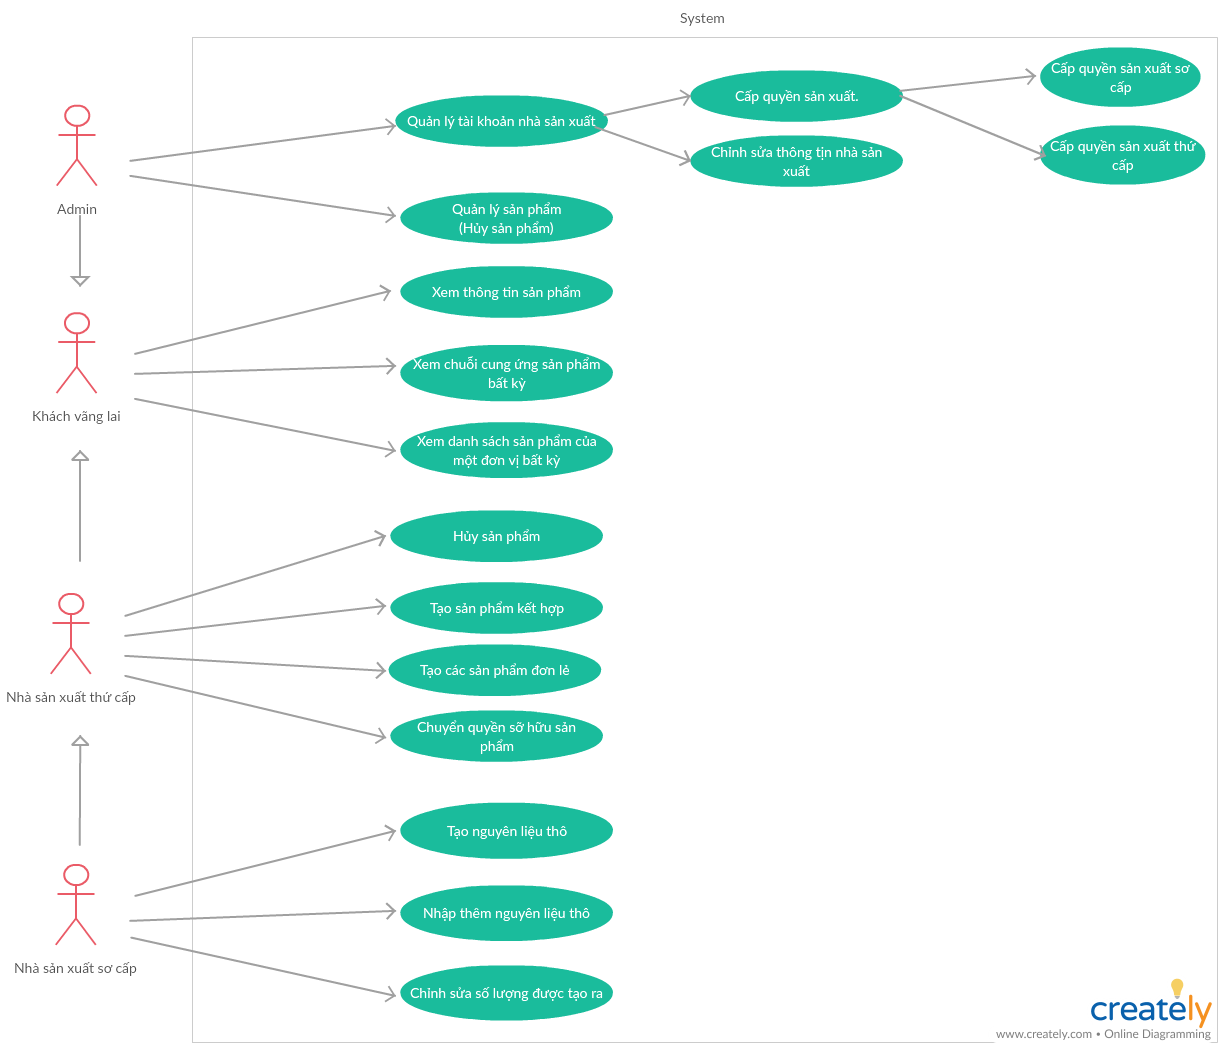 System
Admin
Khách vãng lai
Nhà sản xuất thứ cấp
Nhà sản xuất sơ cấp
Quản lý tài khoản nhà sản xuất
Cấp quyền sản xuất.
Cấp quyền sản xuất sơ
cấp
Cấp quyền sản xuất thứ
cấp
Chỉnh sửa thông tịn nhà sản
xuất
Quản lý sản phẩm
(Hủy sản phẩm)
Xem thông tin sản phẩm
Xem chuỗi cung ứng sản phẩm
bất kỳ
Xem danh sách sản phẩm của
một đơn vị bất kỳ
Hủy sản phẩm
Tạo sản phẩm kết hợp
Tạo các sản phẩm đơn lẻ
Chuyển quyền sỡ hữu sản
phẩm
Tạo nguyên liệu thô
Nhập thêm nguyên liệu thô
Chỉnh sửa số lượng được tạo ra
creately
www.creately.com • Online Diagramming